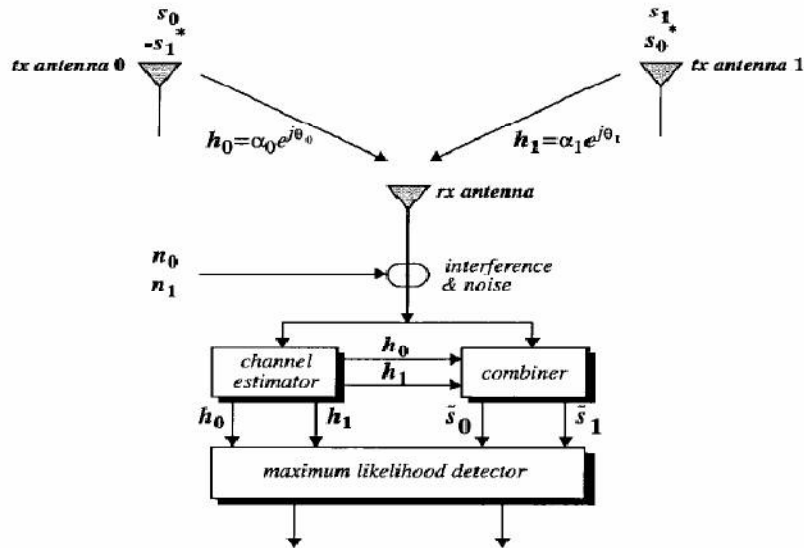 s₀
-s₁*
tx antenna 0
s₁
s₀*
tx antenna 1
h₀=α₀e^{jθ₀}
h₁=α₁e^{jθ₁}
rx antenna
n₀
n₁
interference
& noise
channel
estimator
h₀
h₁
combiner
h₀
h₁
s̃₀
s̃₁
maximum likelihood detector